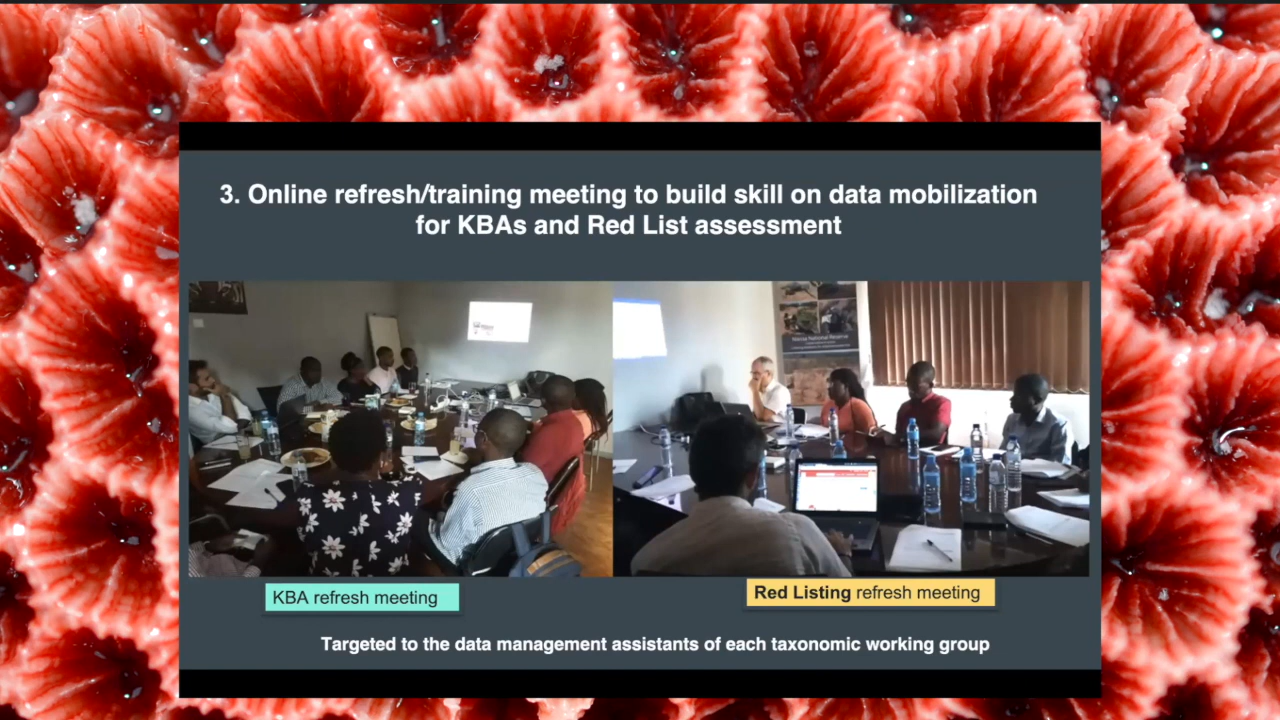 3. Online refresh/training meeting to build skill on data mobilization
for KBAs and Red List assessment
KBA refresh meeting
Red Listing refresh meeting
Targeted to the data management assistants of each taxonomic working group